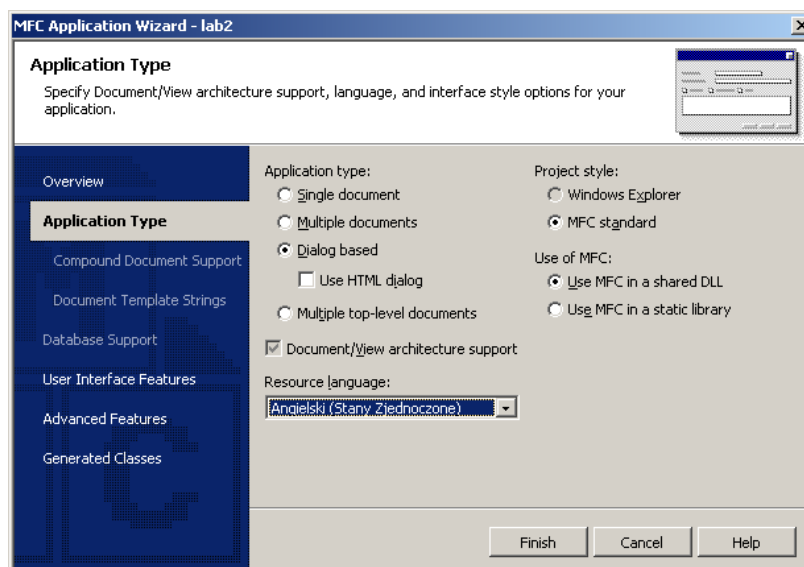 MFC Application Wizard - lab2
Application Type
Specify Document/View architecture support, language, and interface style options for your
application.
Overview
Application Type
Compound Document Support
Document Template Strings
Database Support
User Interface Features
Advanced Features
Generated Classes
Application type:
Single document
Multiple documents
Dialog based
Use HTML dialog
Multiple top-level documents
Document/View architecture support
Resource language:
Angielski (Stany Zjednoczone)
Project style:
Windows Explorer
MFC standard
Use of MFC:
Use MFC in a shared DLL
Use MFC in a static library
Finish
Cancel
Help